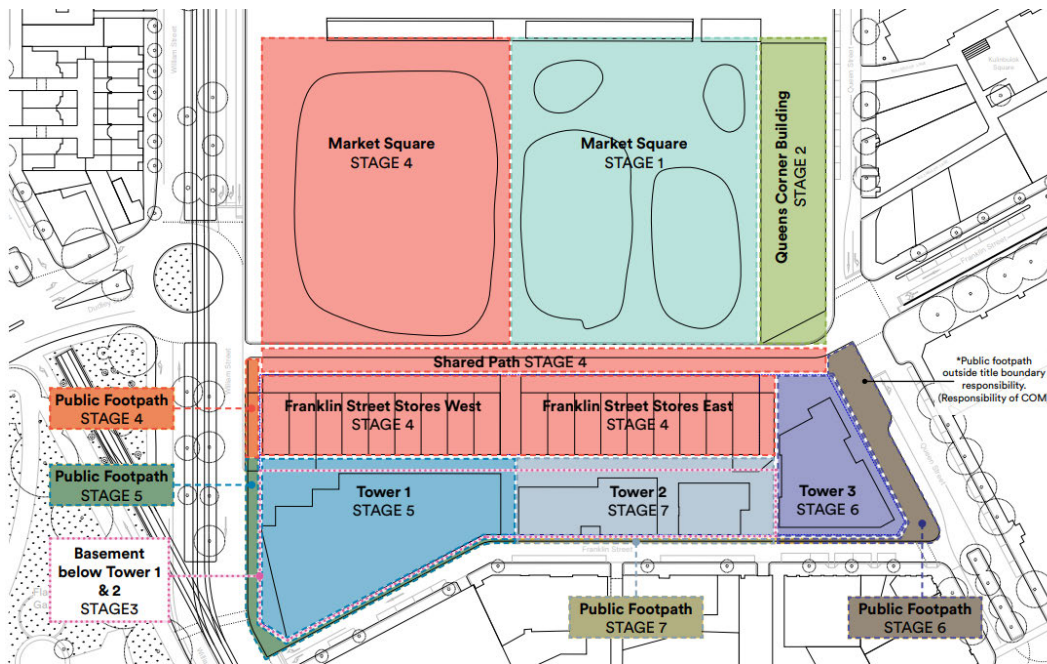 William Street
Queen Street
Market Square
STAGE 4
Market Square
STAGE 1
Queens Corner Building
STAGE 2
Franklin Street
William Street
Shared Path STAGE 4
*Public footpath
outside title boundary
responsibility.
(Responsibility of COM
Public Footpath
STAGE 4
Franklin Street Stores West
STAGE 4
Franklin Street Stores East
STAGE 4
Queen Street
Public Footpath
STAGE 5
Tower 1
STAGE 5
Tower 2
STAGE 7
Tower 3
STAGE 6
Basement
below Tower 1
& 2
STAGE3
Franklin Street
Public Footpath
STAGE 7
Public Footpath
STAGE 6